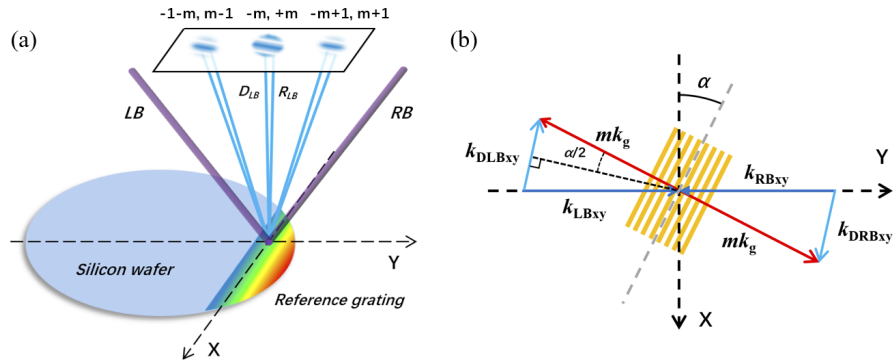 (a)
-1-m, m-1
-m, +m
-m+1, m+1
D_LB
R_LB
LB
RB
Y
Silicon wafer
Reference grating
X
(b)
α
mk_g
Y
k_DLBxy
α/2
k_RBxy
k_LBxy
mk_g
k_DRBxy
X